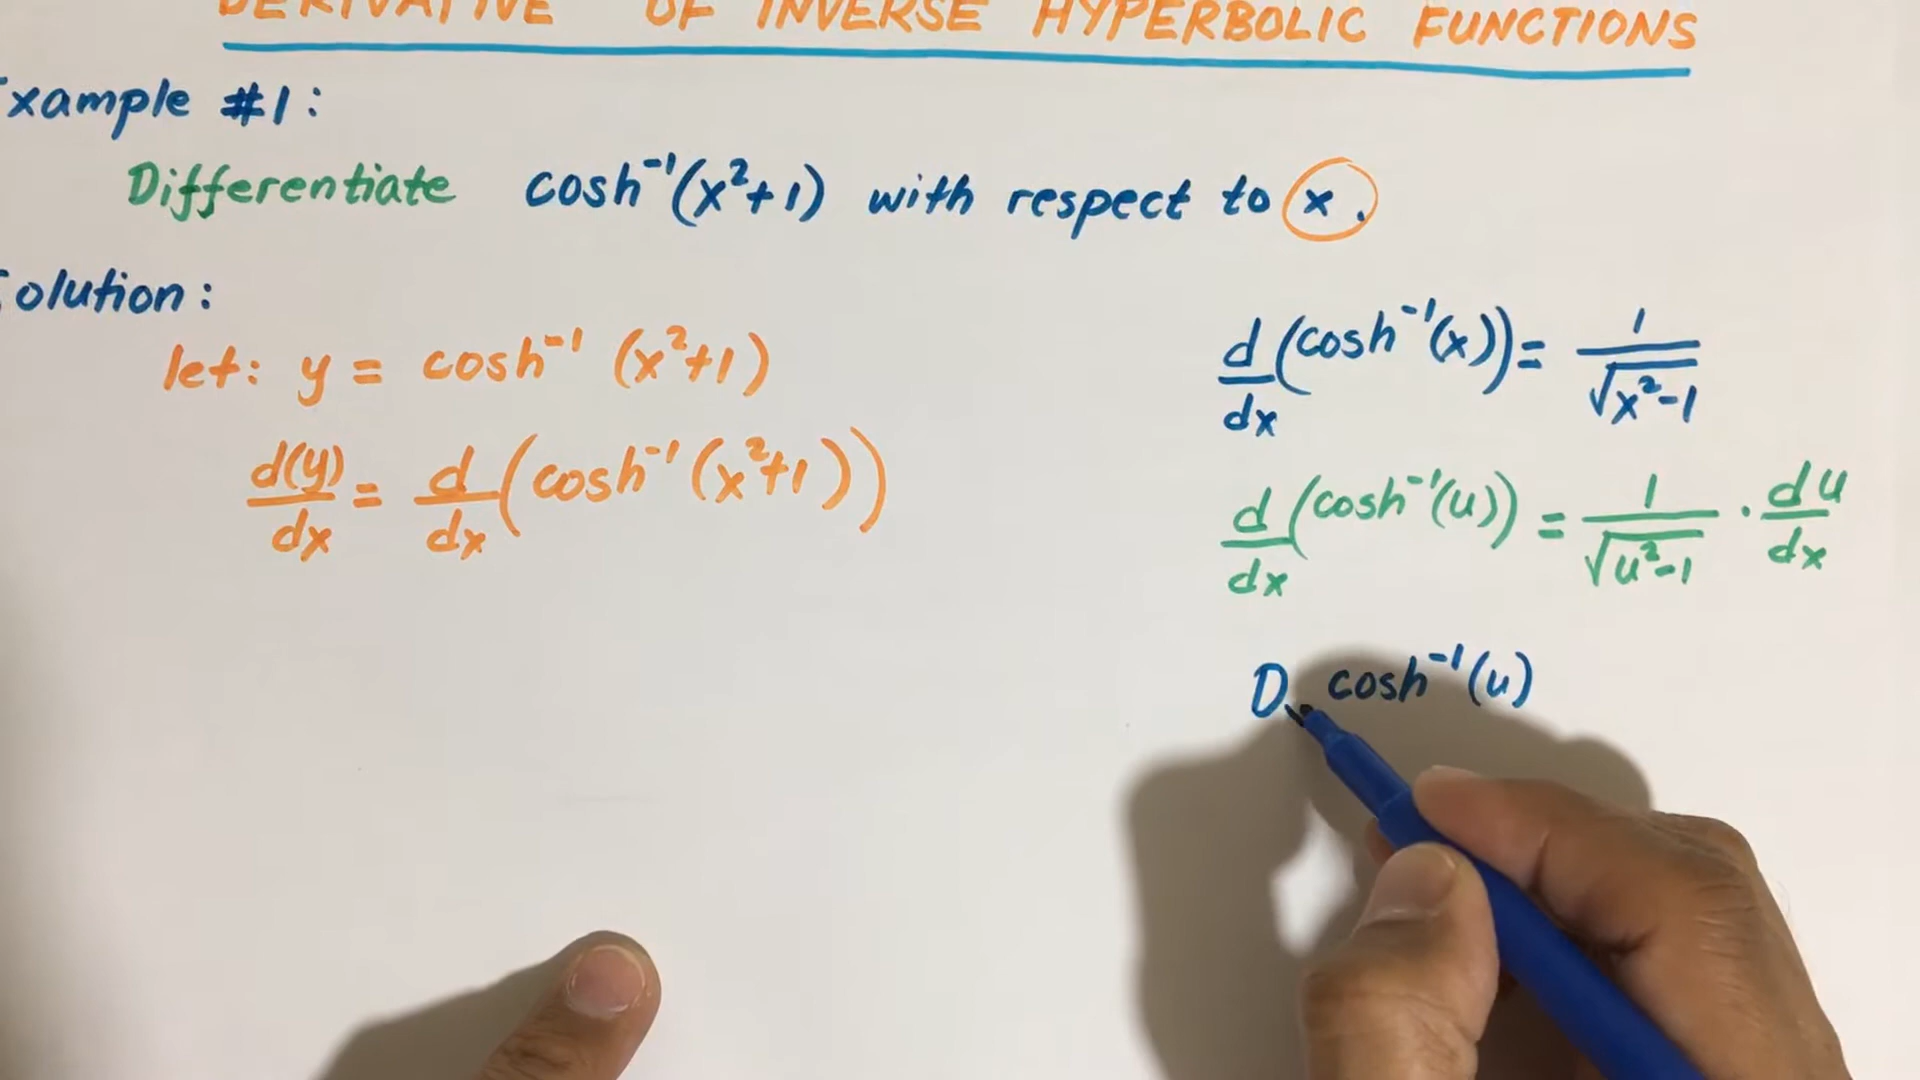 DERIVATIVE OF INVERSE HYPERBOLIC FUNCTIONS
xample #1:
Differentiate cosh⁻¹(x²+1) with respect to x.
olution:
let: y = cosh⁻¹ (x²+1)
d(y)/dx = d/dx (cosh⁻¹(x²+1))
d/dx (cosh⁻¹(x)) = 1/√(x²-1)
d/dx (cosh⁻¹(u)) = 1/√(u²-1) · du/dx
D cosh⁻¹(u)